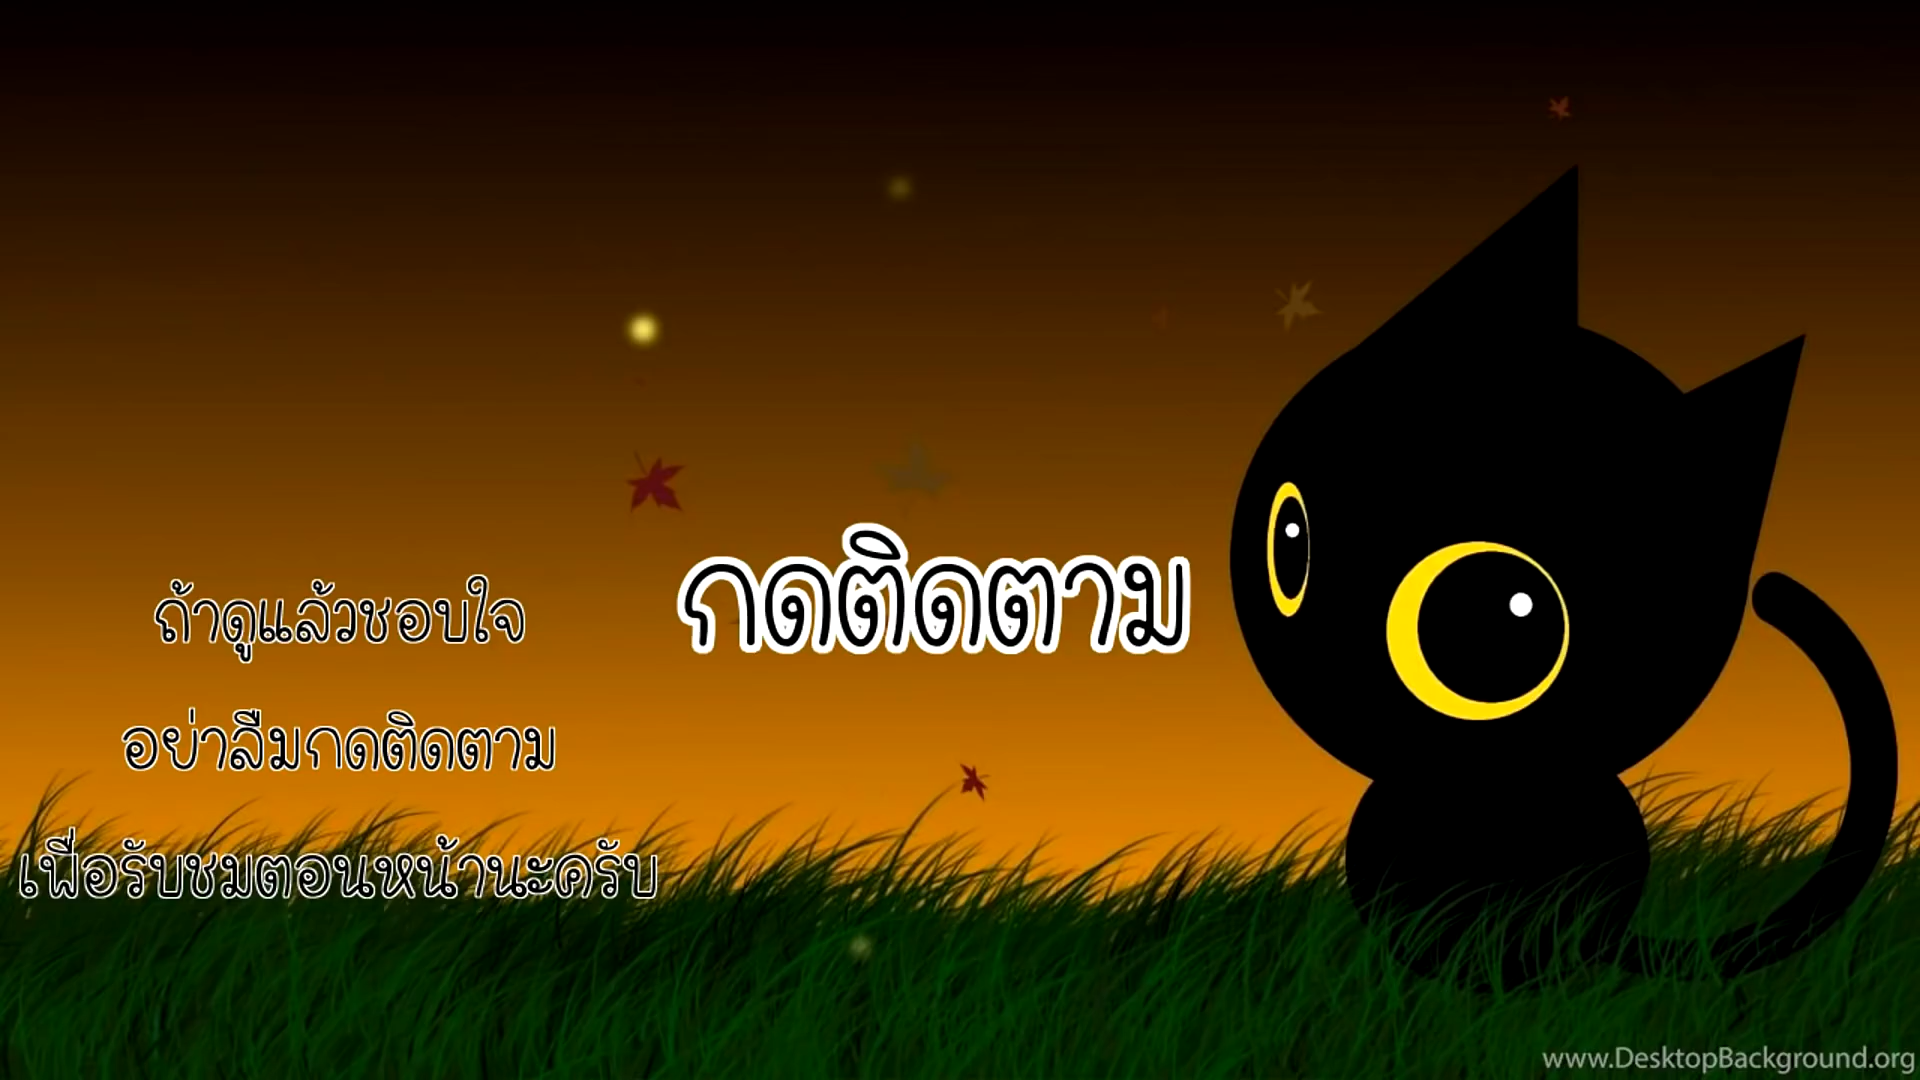 กดติดตาม
ถ้าดูแล้วชอบใจ
อย่าลืมกดติดตาม
เพื่อรับชมตอนหน้านะครับ
www.DesktopBackground.org